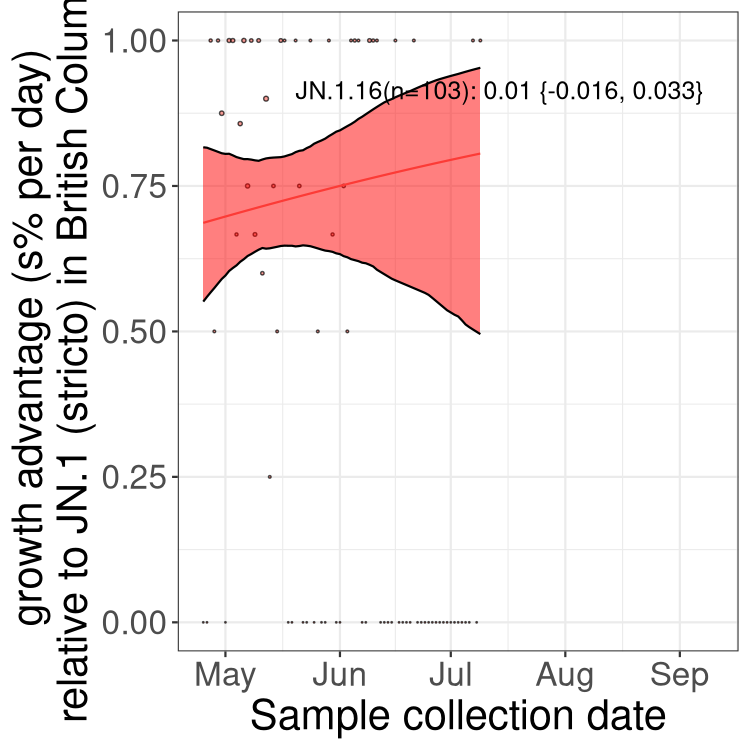 growth advantage (s% per day)
relative to JN.1 (stricto) in British Colum
1.00
0.75
0.50
0.25
0.00
JN.1.16(n=103): 0.01 {-0.016, 0.033}
May Jun Jul Aug Sep
Sample collection date